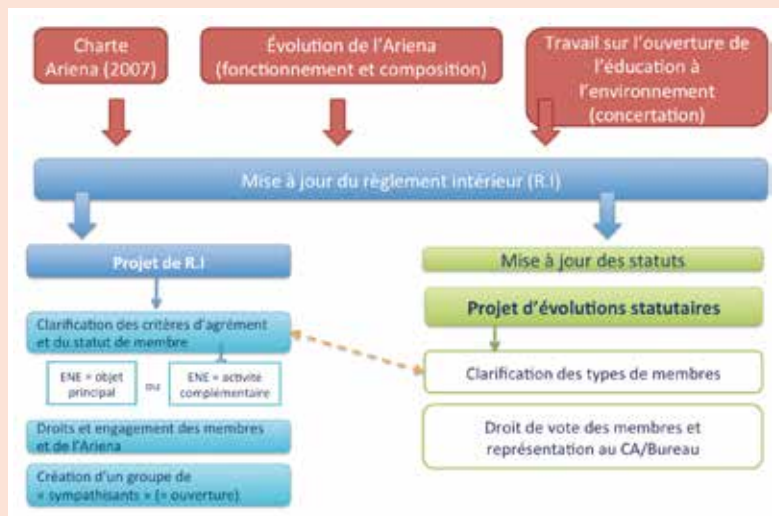 Charte
Ariena (2007)
Évolution de l'Ariena
(fonctionnement et composition)
Travail sur l'ouverture de
l'éducation à
l'environnement
(concertation)
Mise à jour du règlement intérieur (R.I)
Projet de R.I
Mise à jour des statuts
Projet d'évolutions statutaires
Clarification des critères d'agrément
et du statut de membre
ENE = objet
principal
ou
ENE = activité
complémentaire
Clarification des types de membres
Droits et engagement des membres
et de l'Ariena
Droit de vote des membres et
représentation au CA/Bureau
Création d'un groupe de
« sympathisants » (= ouverture)